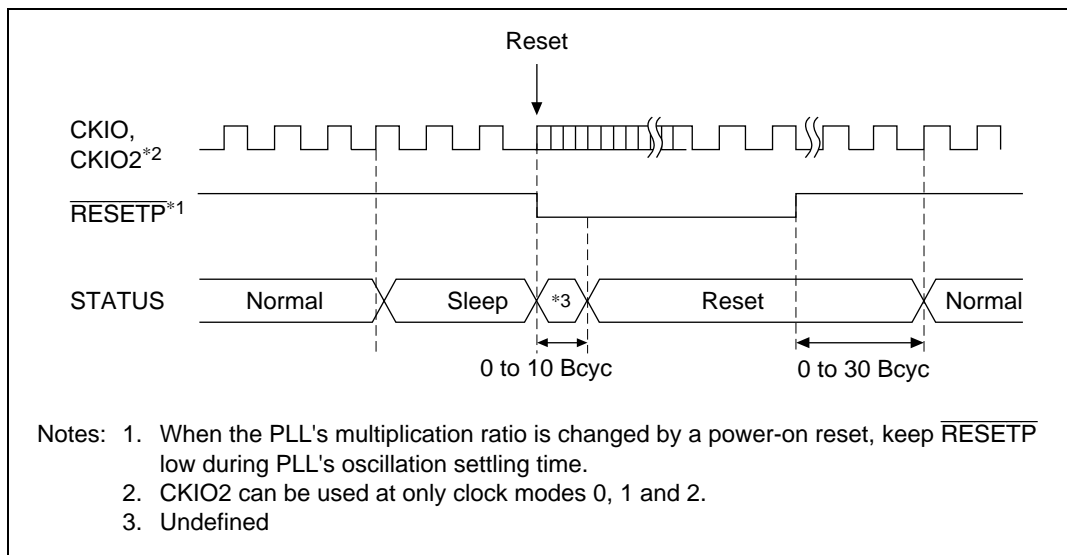 Reset
CKIO,
CKIO2*2
RESETP*1
STATUS
Normal
Sleep
*3
Reset
Normal
0 to 10 Bcyc
0 to 30 Bcyc
Notes: 1. When the PLL's multiplication ratio is changed by a power-on reset, keep RESETP
low during PLL's oscillation settling time.
2. CKIO2 can be used at only clock modes 0, 1 and 2.
3. Undefined